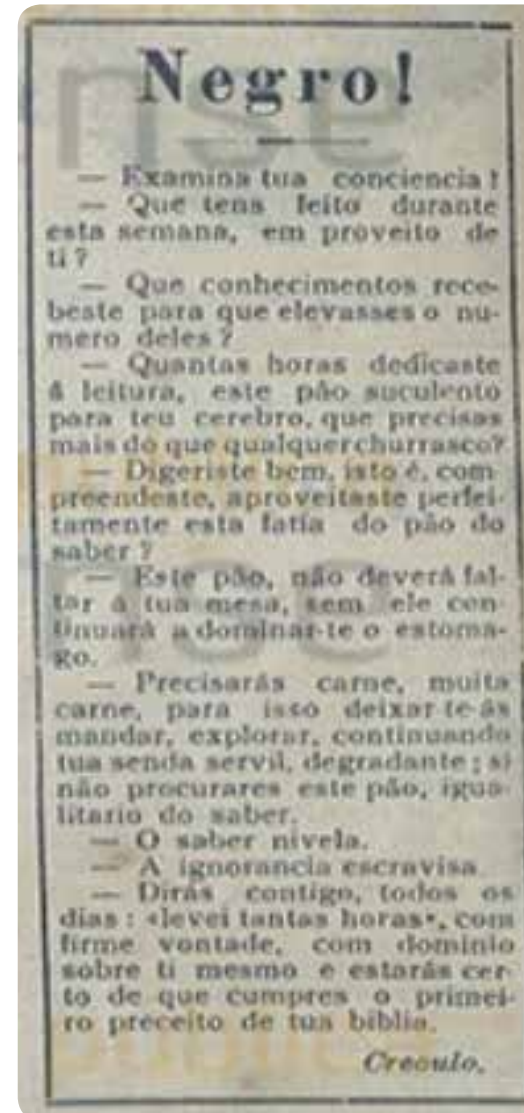 Negro!
— Examina tua conciencia!
— Que tens feito durante
esta semana, em proveito de
ti?
— Que conhecimentos rece-
beste para que elevasses o nu-
mero deles?
— Quantas horas dedicaste
á leitura, este pão suculento
para teu cerebro, que precisas
mais do que qualquer churrasco?
— Digeriste bem, isto é, com
preendeste, aproveitaste perfei-
tamente esta fatia do pão do
saber?
— Este pão, não deverá fal-
tar á tua mesa, sem ele con-
tinuará a dominar-te o estoma-
go.
— Precisarás carne, muita
carne, para isso deixar-te-ás
mandar, explorar, continuando
tua senda servil, degradante; si
não procurares este pão, igua-
litario do saber.
— O saber nivela.
— A ignorancia escravisa
— Dirás contigo, todos os
dias: «levei tantas horas», com
firme vontade, com dominio
sobre ti mesmo e estarás cer-
to de que cumpres o primei-
ro preceito de tua biblia.
Creoulo.